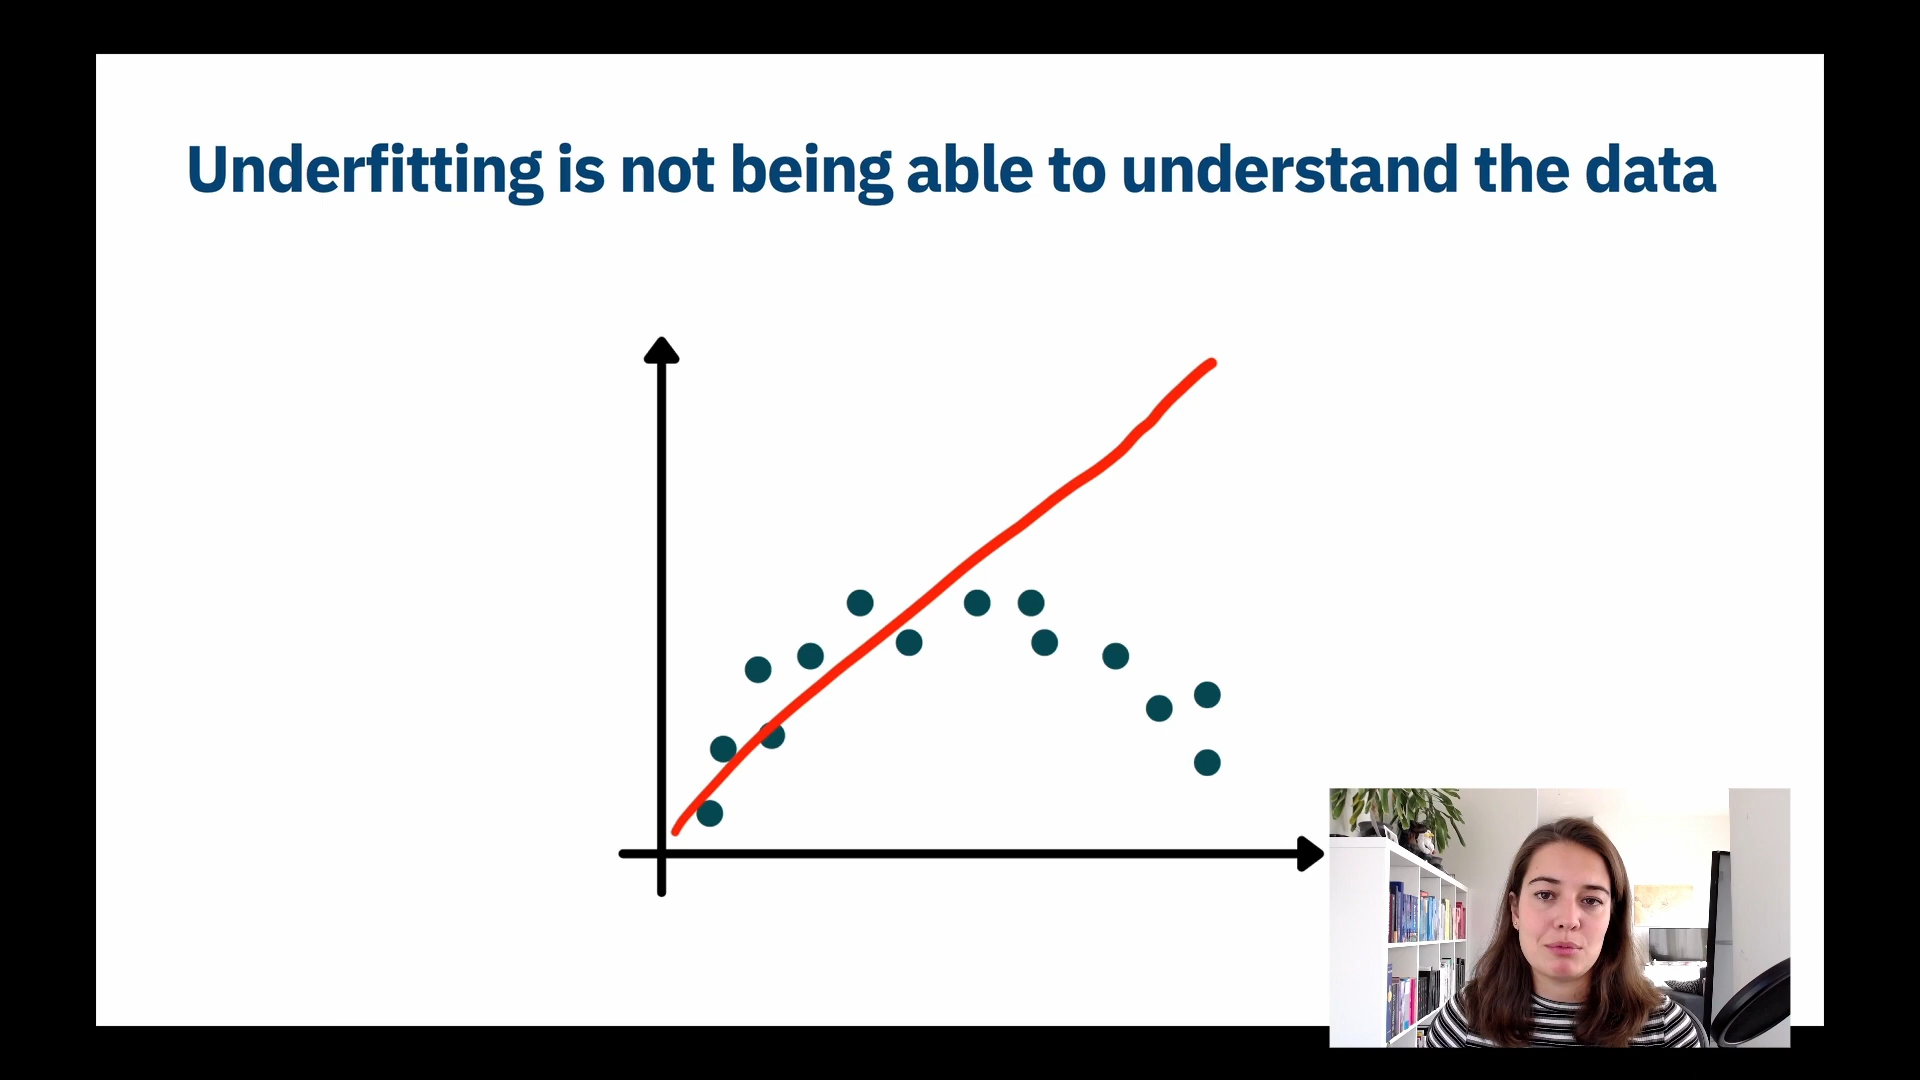 Underfitting is not being able to understand the data